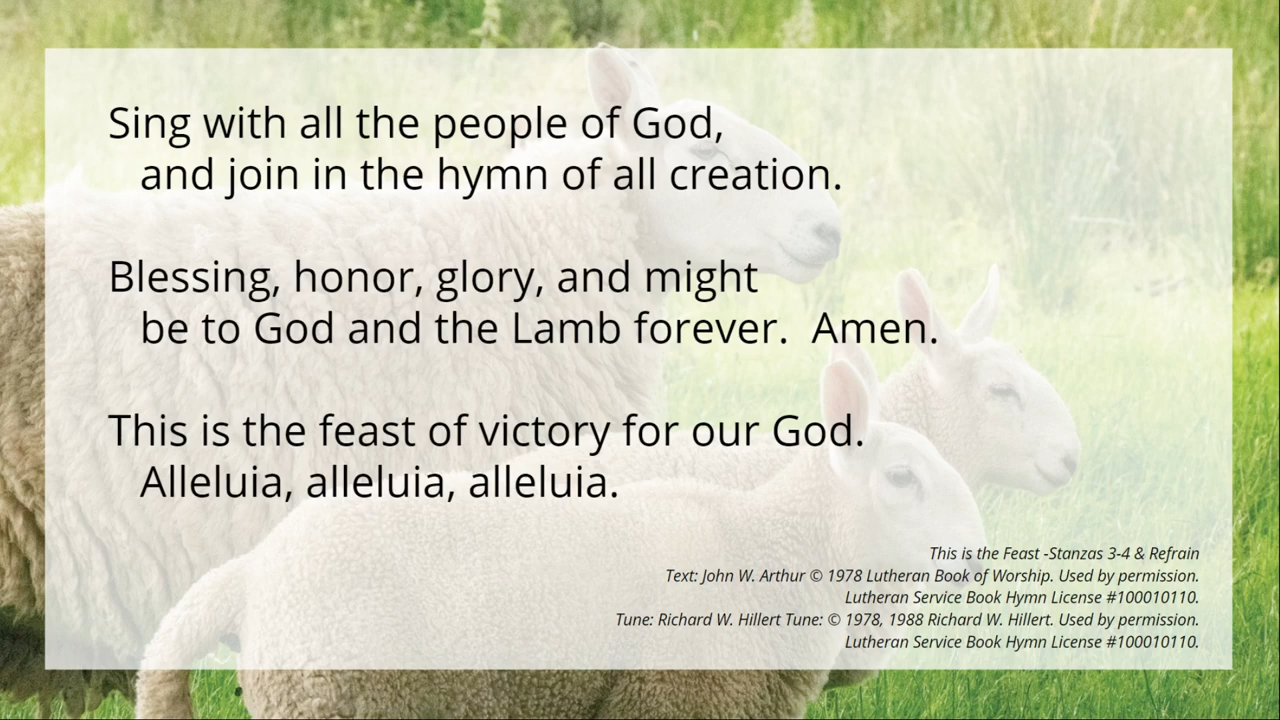 Sing with all the people of God,
and join in the hymn of all creation.
Blessing, honor, glory, and might
be to God and the Lamb forever.  Amen.
This is the feast of victory for our God.
Alleluia, alleluia, alleluia.
This is the Feast -Stanzas 3-4 & Refrain
Text: John W. Arthur © 1978 Lutheran Book of Worship. Used by permission.
Lutheran Service Book Hymn License #100010110.
Tune: Richard W. Hillert Tune: © 1978, 1988 Richard W. Hillert. Used by permission.
Lutheran Service Book Hymn License #100010110.